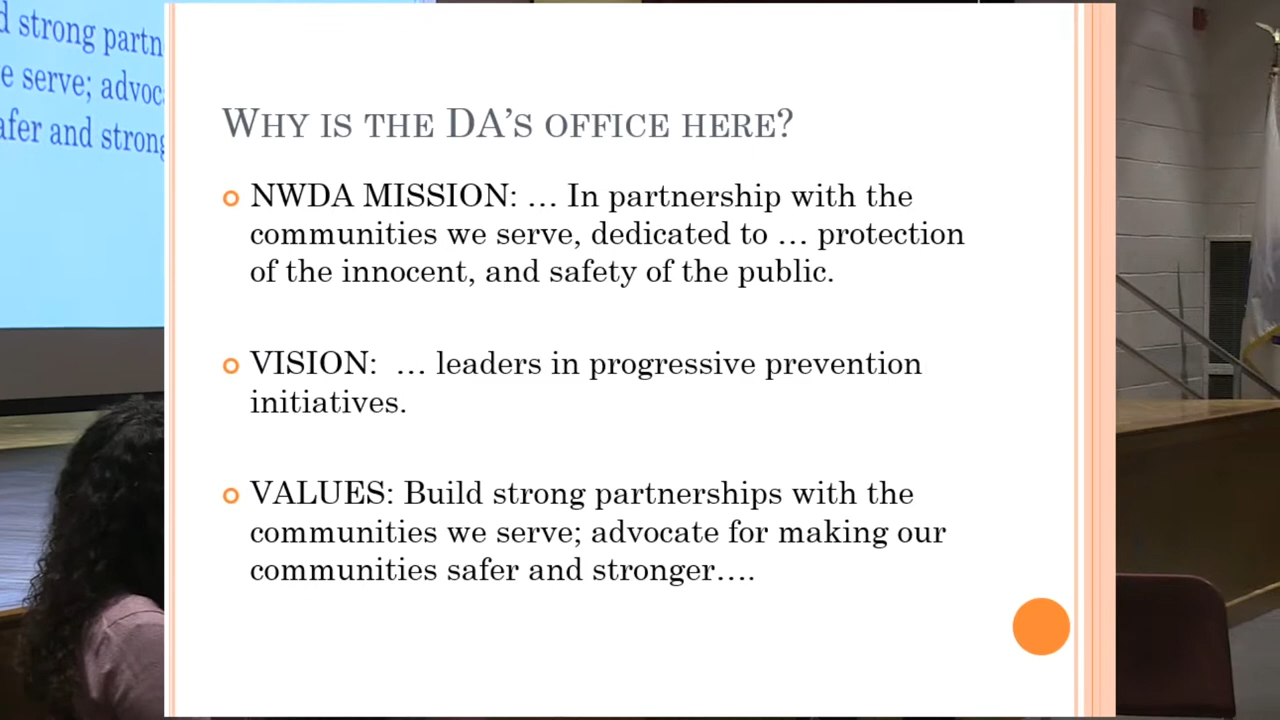 d strong partn
e serve; advoc
afer and strong
WHY IS THE DA'S OFFICE HERE?
NWDA MISSION: … In partnership with the
communities we serve, dedicated to … protection
of the innocent, and safety of the public.
VISION: … leaders in progressive prevention
initiatives.
VALUES: Build strong partnerships with the
communities we serve; advocate for making our
communities safer and stronger….